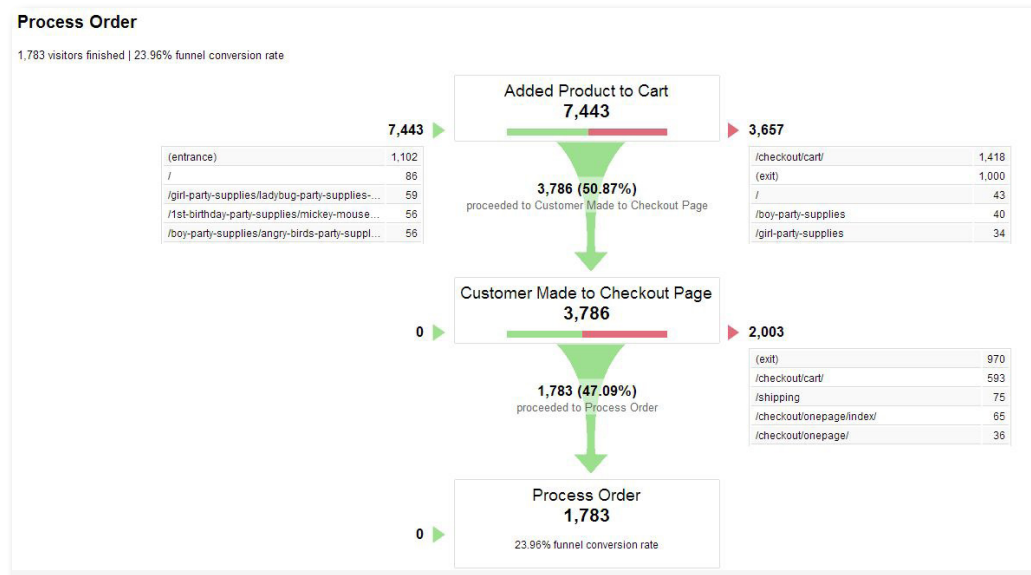 Process Order
1,783 visitors finished | 23.96% funnel conversion rate
Added Product to Cart
7,443
7,443
3,657
(entrance) 1,102
/ 86
/girl-party-supplies/ladybug-party-supplies-... 59
/1st-birthday-party-supplies/mickey-mouse... 56
/boy-party-supplies/angry-birds-party-suppl... 56
/checkout/cart/ 1,418
(exit) 1,000
/ 43
/boy-party-supplies 40
/girl-party-supplies 34
3,786 (50.87%)
proceeded to Customer Made to Checkout Page
Customer Made to Checkout Page
3,786
0
2,003
(exit) 970
/checkout/cart/ 593
/shipping 75
/checkout/onepage/index/ 65
/checkout/onepage/ 36
1,783 (47.09%)
proceeded to Process Order
Process Order
1,783
0
23.96% funnel conversion rate